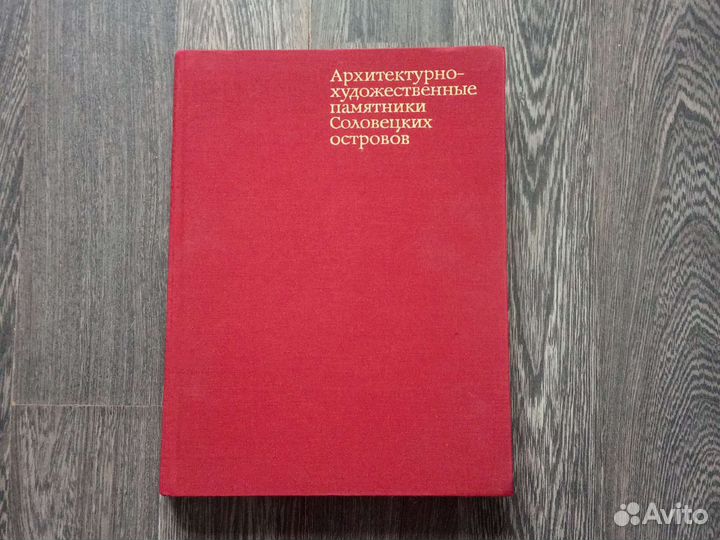 Архитектурно-
художественные
памятники
Соловецких
островов
Avito